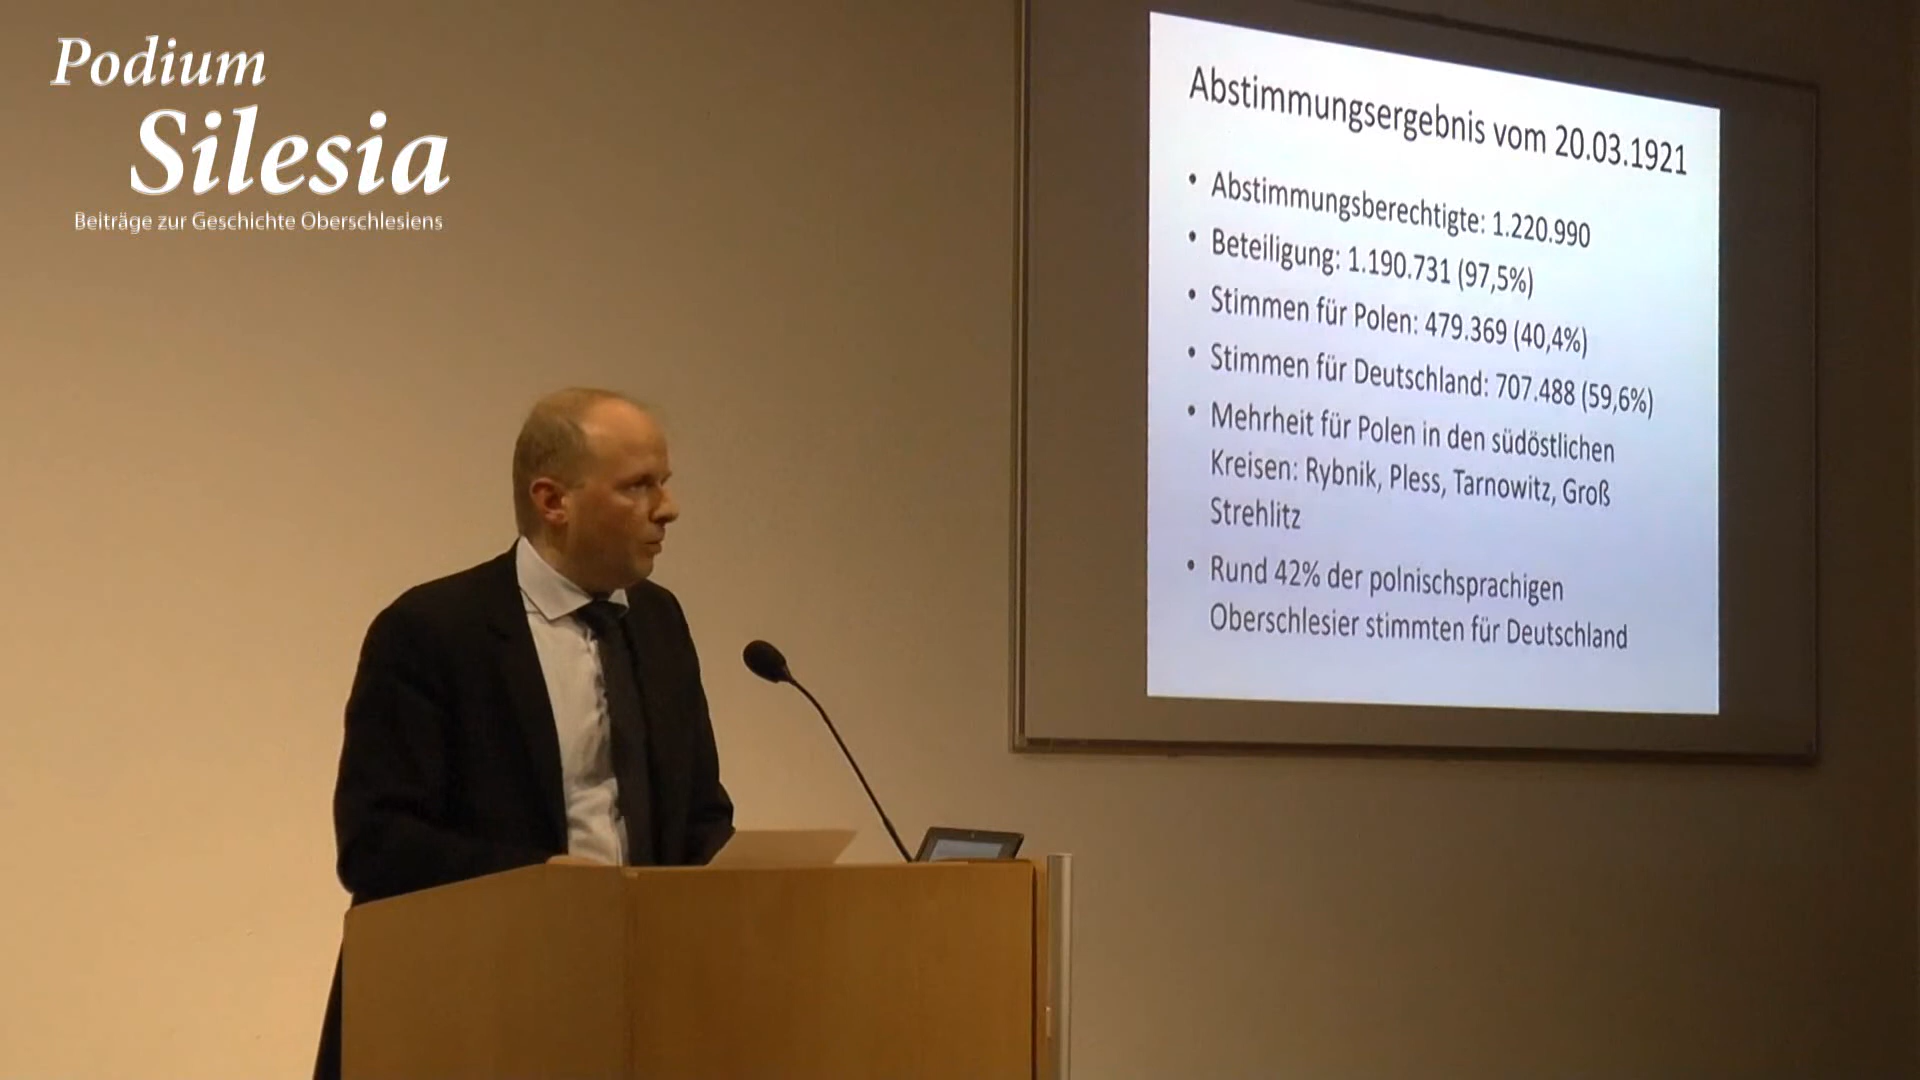 Podium
Silesia
Beiträge zur Geschichte Oberschlesiens
Abstimmungsergebnis vom 20.03.1921
• Abstimmungsberechtigte: 1.220.990
• Beteiligung: 1.190.731 (97,5%)
• Stimmen für Polen: 479.369 (40,4%)
• Stimmen für Deutschland: 707.488 (59,6%)
• Mehrheit für Polen in den südöstlichen
Kreisen: Rybnik, Pless, Tarnowitz, Groß
Strehlitz
• Rund 42% der polnischsprachigen
Oberschlesier stimmten für Deutschland